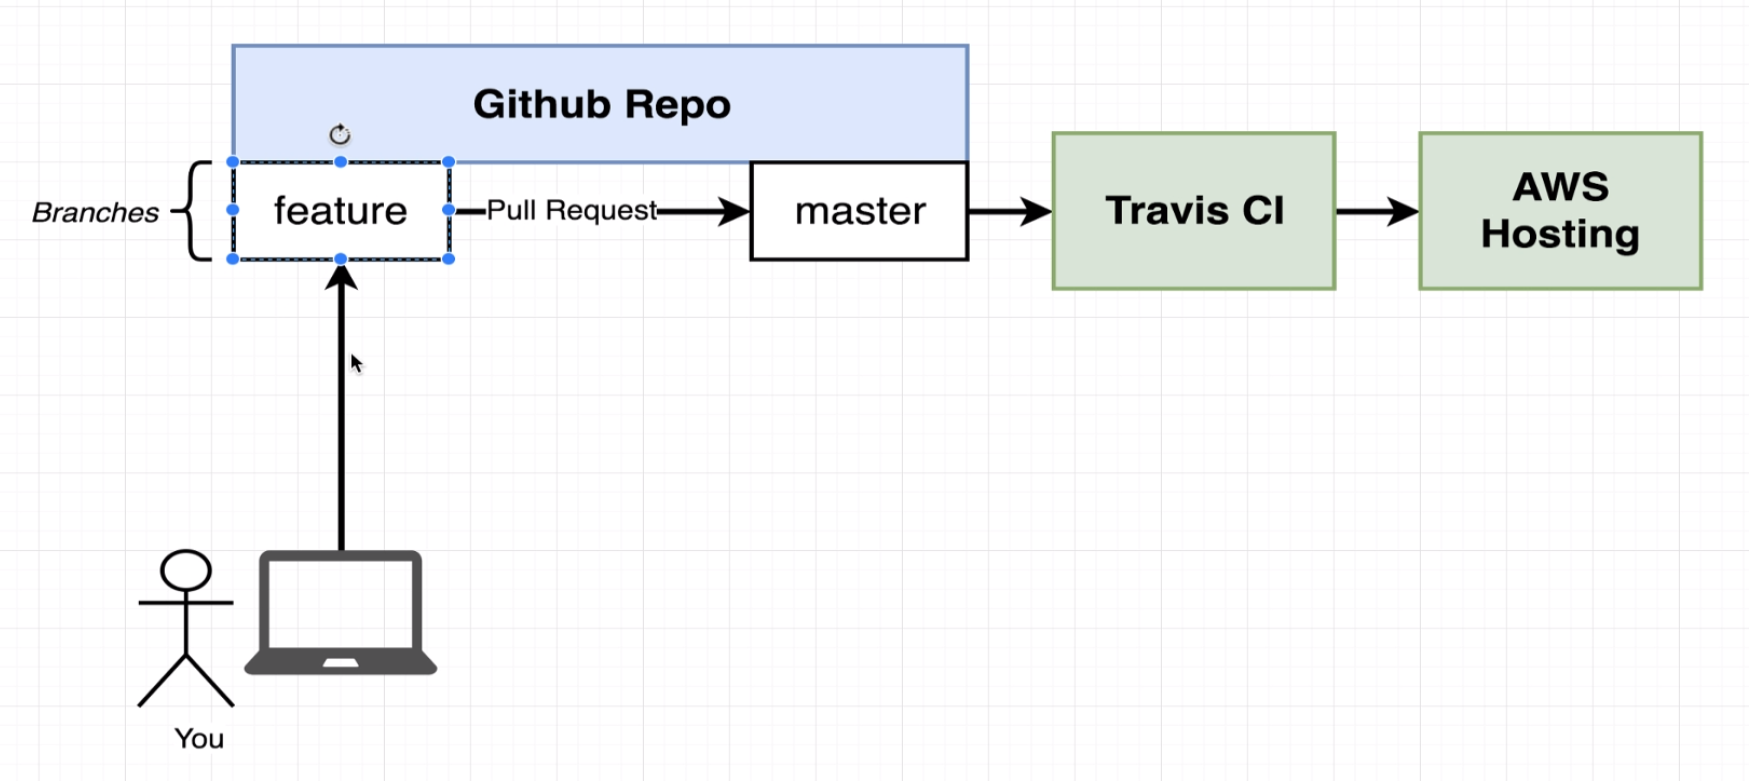 Github Repo
Branches
feature
Pull Request
master
Travis CI
AWS
Hosting
You